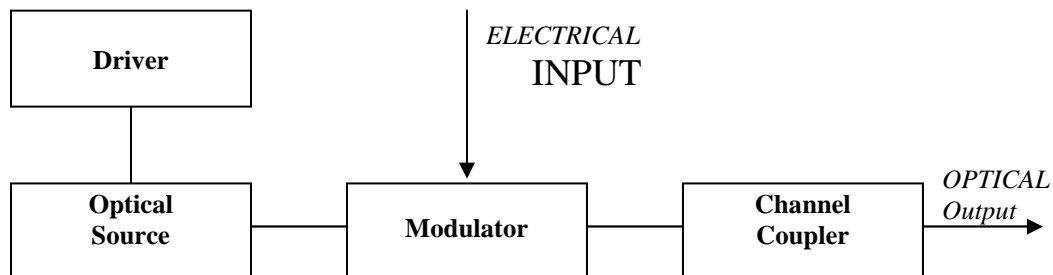 Driver
ELECTRICAL
INPUT
Optical
Source
Modulator
Channel
Coupler
OPTICAL
Output